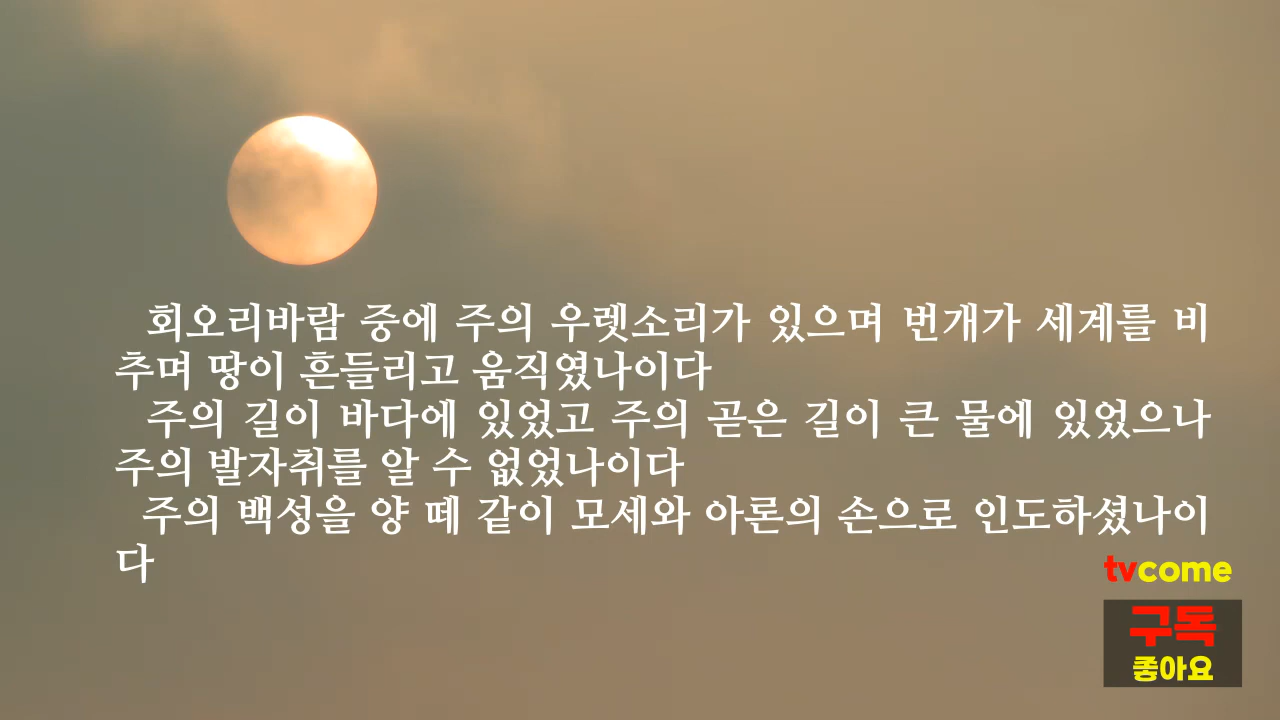 회오리바람 중에 주의 우렛소리가 있으며 번개가 세계를 비
추며 땅이 흔들리고 움직였나이다
주의 길이 바다에 있었고 주의 곧은 길이 큰 물에 있었으나
주의 발자취를 알 수 없었나이다
주의 백성을 양 떼 같이 모세와 아론의 손으로 인도하셨나이
다
tvcome
구독
좋아요